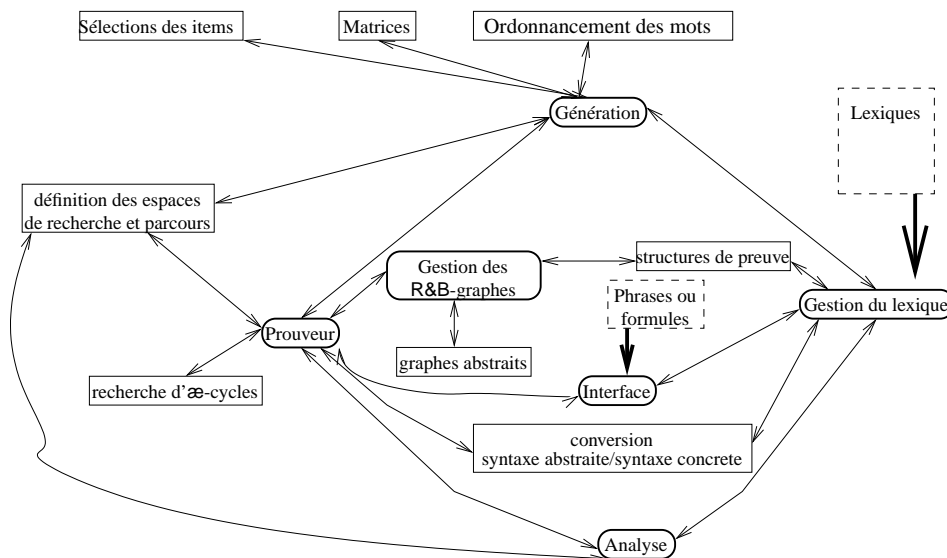 Sélections des items
Matrices
Ordonnancement des mots
Génération
Lexiques
définition des espaces
de recherche et parcours
Gestion des
R&B-graphes
structures de preuve
Phrases ou
formules
Gestion du lexique
Prouveur
graphes abstraits
recherche d'æ-cycles
Interface
conversion
syntaxe abstraite/syntaxe concrete
Analyse